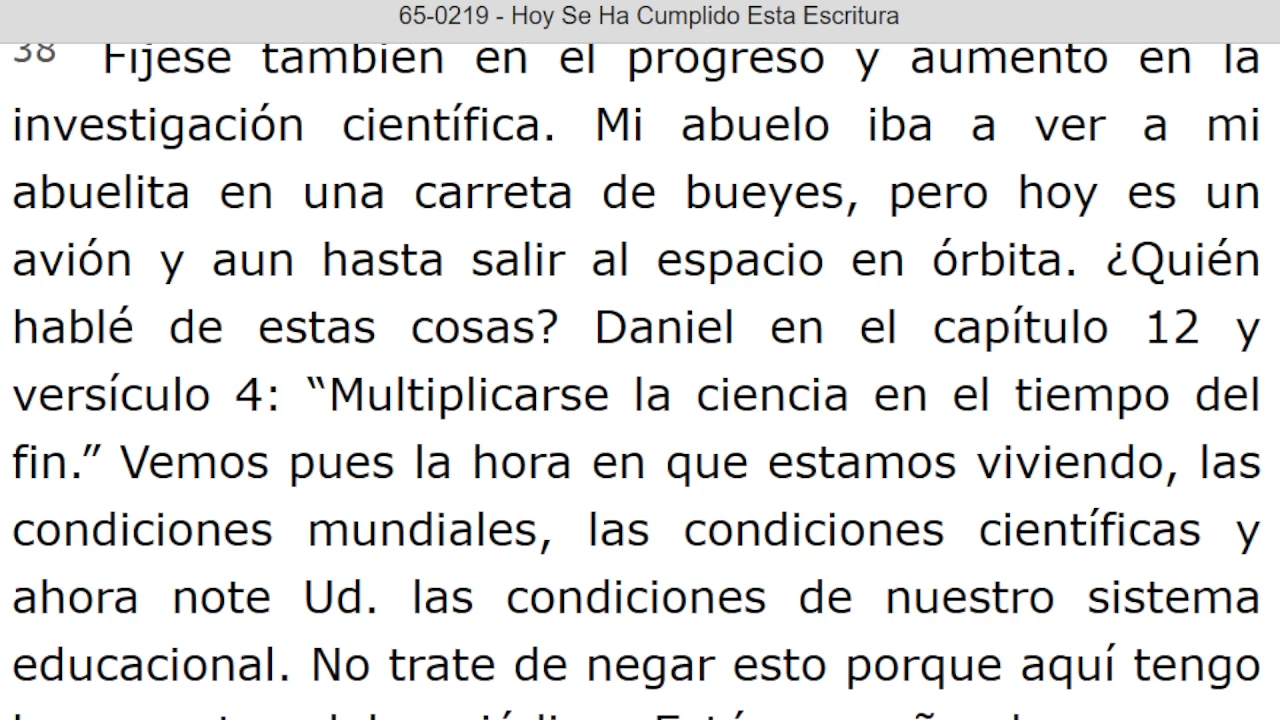 65-0219 - Hoy Se Ha Cumplido Esta Escritura
38 Fíjese también en el progreso y aumento en la
investigación científica. Mi abuelo iba a ver a mi
abuelita en una carreta de bueyes, pero hoy es un
avión y aun hasta salir al espacio en órbita. ¿Quién
hablé de estas cosas? Daniel en el capítulo 12 y
versículo 4: “Multiplicarse la ciencia en el tiempo del
fin.” Vemos pues la hora en que estamos viviendo, las
condiciones mundiales, las condiciones científicas y
ahora note Ud. las condiciones de nuestro sistema
educacional. No trate de negar esto porque aquí tengo